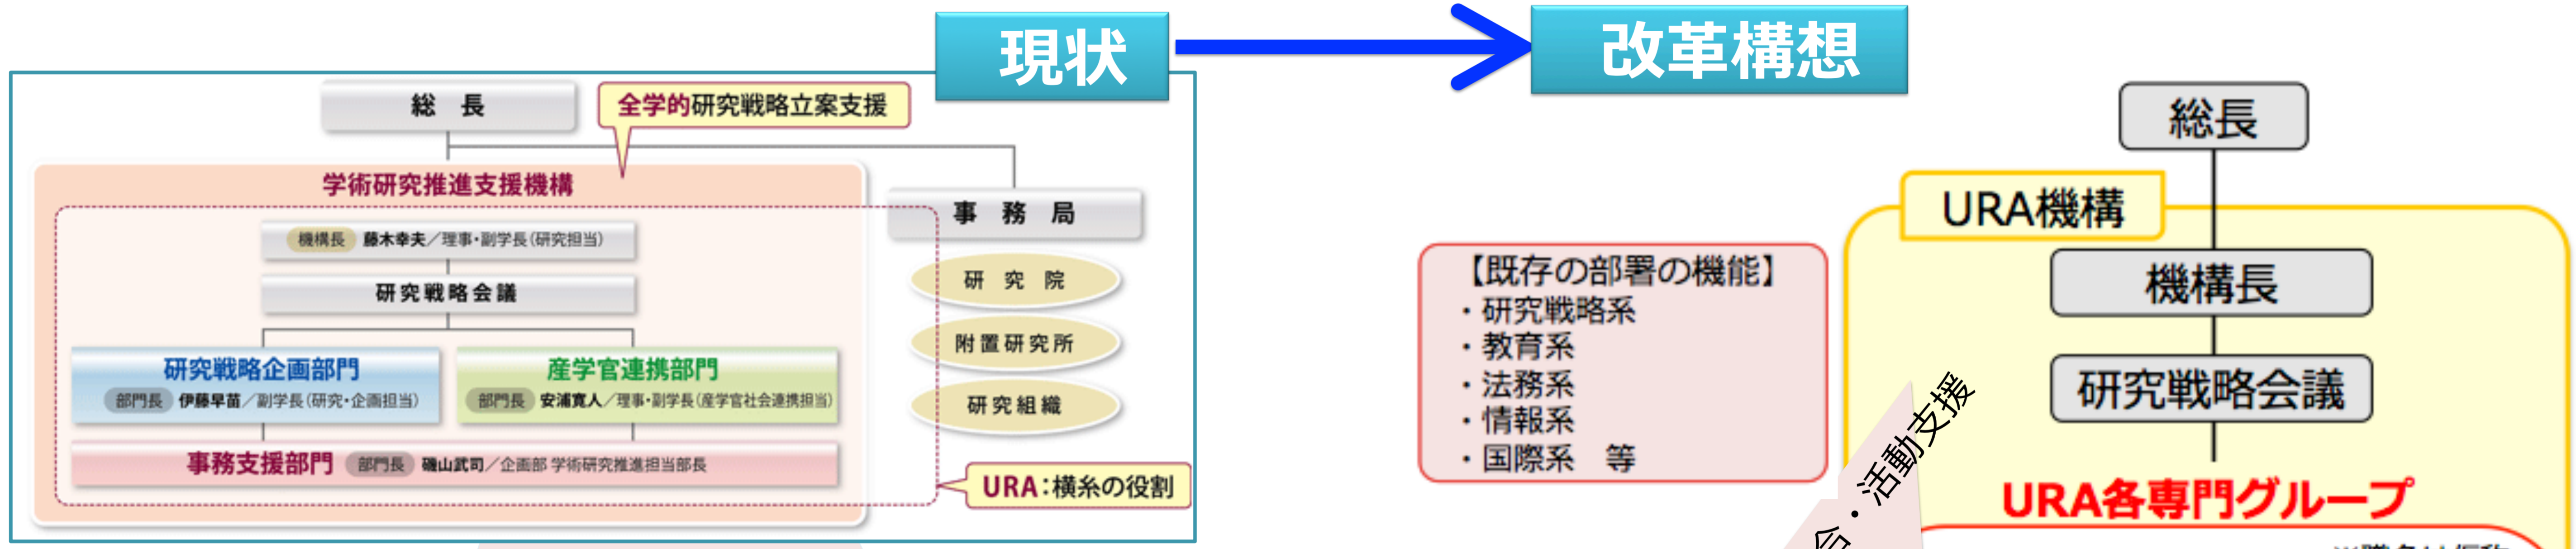 現状
改革構想
総長
全学的研究戦略立案支援
学術研究推進支援機構
事務局
機構長 藤木幸夫／理事・副学長(研究担当)
研究戦略会議
研究院
附置研究所
研究組織
研究戦略企画部門
部門長 伊藤早苗／副学長(研究・企画担当)
産学官連携部門
部門長 安浦寛人／理事・副学長(産学官社会連携担当)
事務支援部門 部門長 磯山武司／企画部 学術研究推進担当部長
URA：横糸の役割
【既存の部署の機能】
・研究戦略系
・教育系
・法務系
・情報系
・国際系　等
合・活動支援
総長
URA機構
機構長
研究戦略会議
URA各専門グループ